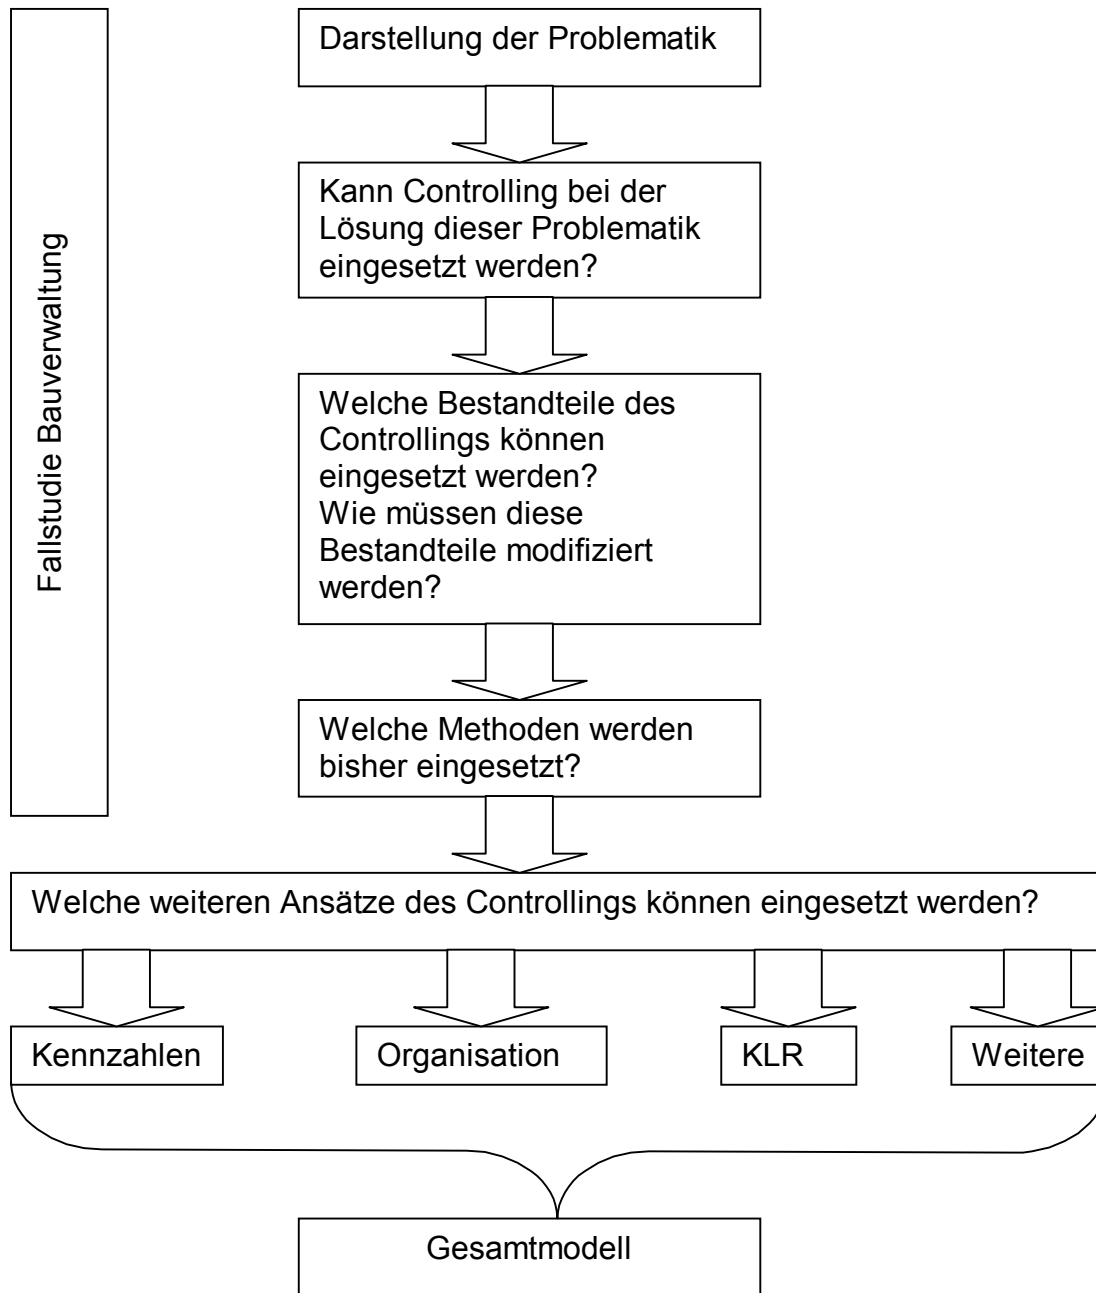 Darstellung der Problematik
Kann Controlling bei der
Lösung dieser Problematik
eingesetzt werden?
Fallstudie Bauverwaltung
Welche Bestandteile des
Controllings können
eingesetzt werden?
Wie müssen diese
Bestandteile modifiziert
werden?
Welche Methoden werden
bisher eingesetzt?
Welche weiteren Ansätze des Controllings können eingesetzt werden?
Kennzahlen
Organisation
KLR
Weitere
Gesamtmodell